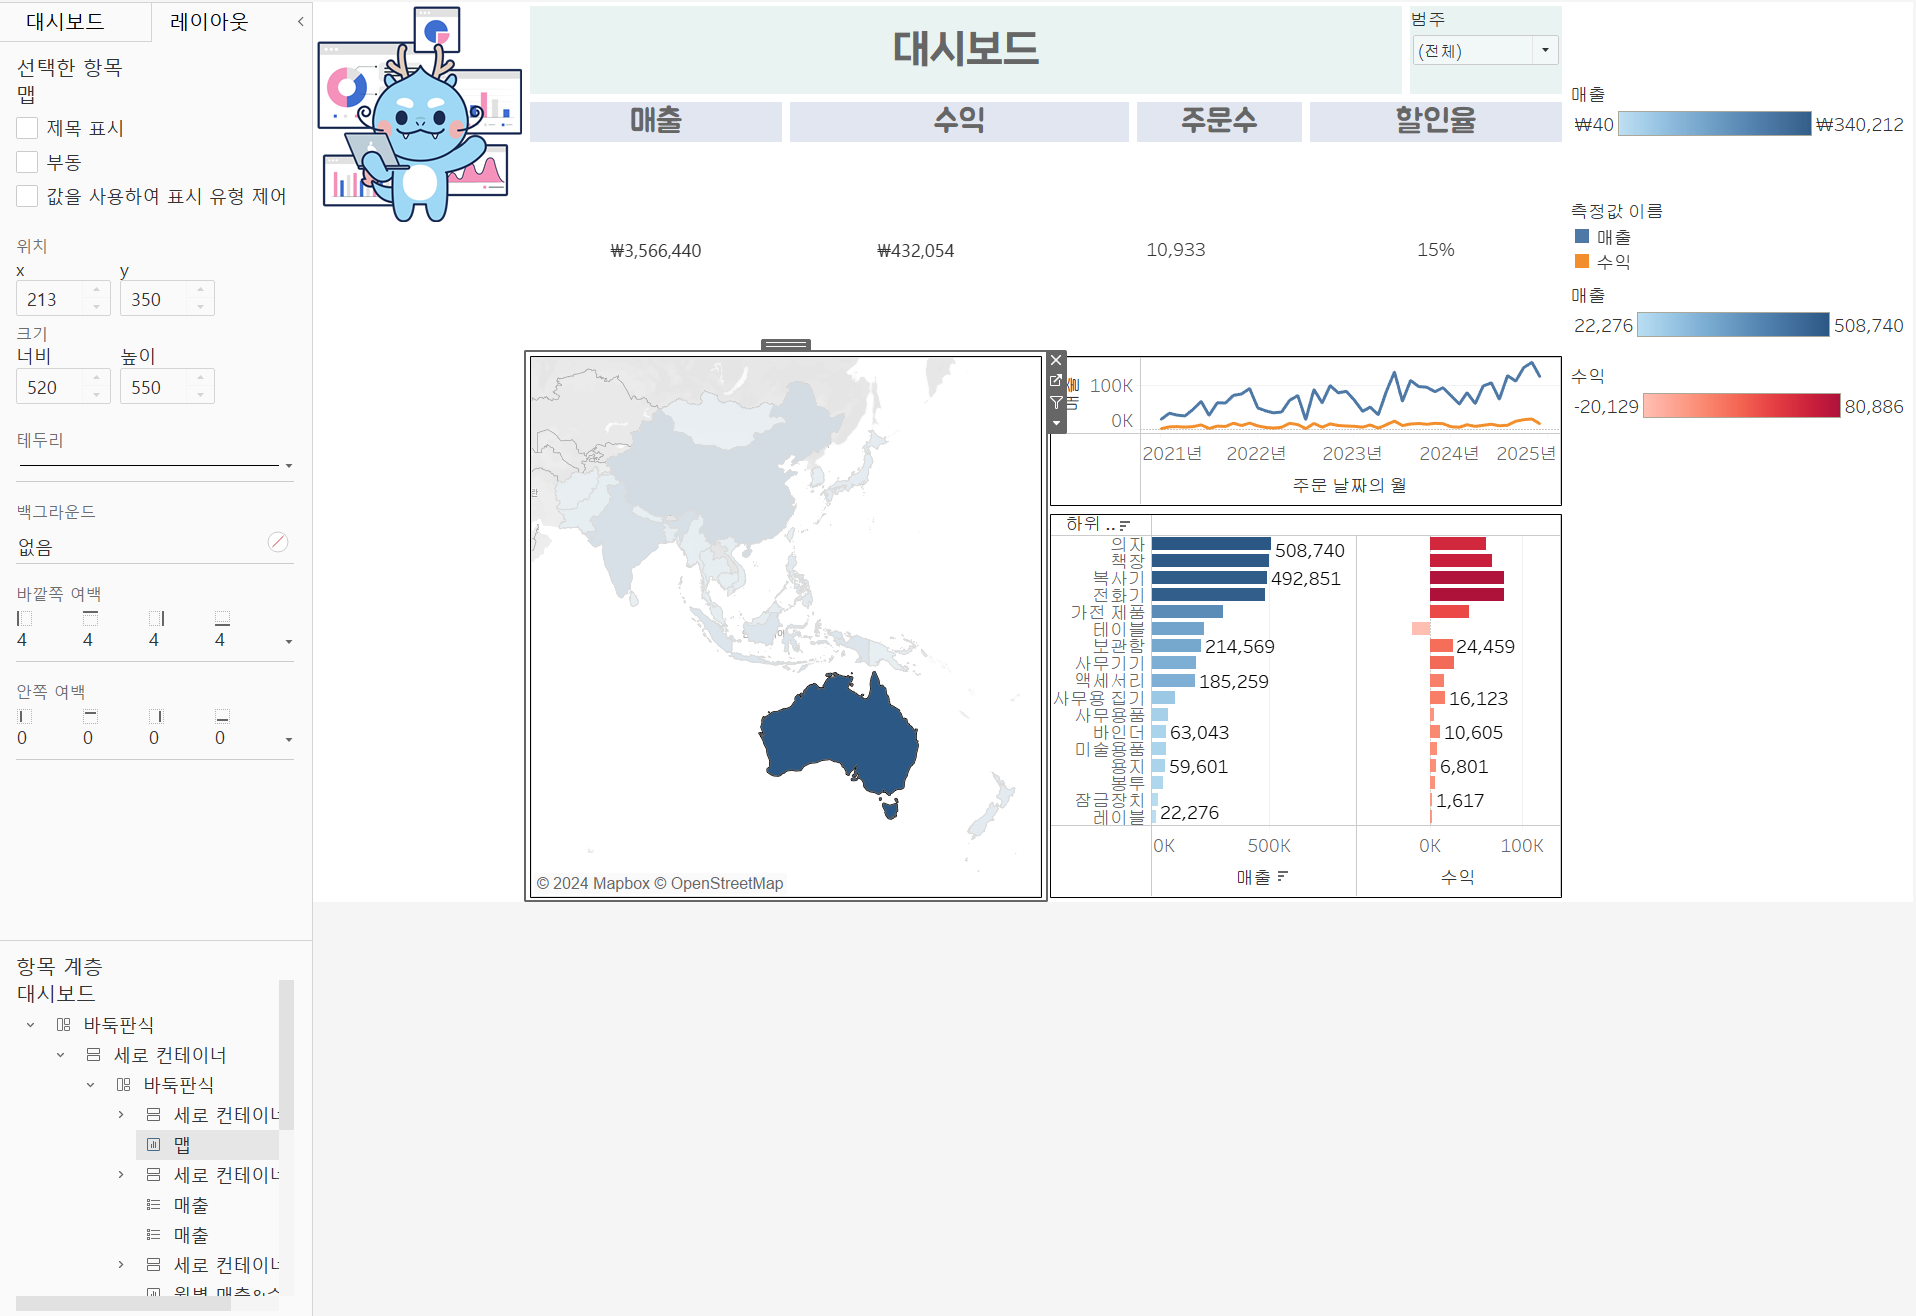 대시보드
레이아웃
선택한 항목
맵
제목 표시
부동
값을 사용하여 표시 유형 제어
위치
x y
213 350
크기
너비 높이
520 550
테두리
백그라운드
없음
바깥쪽 여백
4 4 4 4
안쪽 여백
0 0 0 0
항목 계층
대시보드
바둑판식
세로 컨테이너
바둑판식
세로 컨테이너
맵
세로 컨테이너
매출
매출
세로 컨테이너
월별 매출&수
대시보드
범주
(전체)
매출 수익 주문수 할인율
₩3,566,440 ₩432,054 10,933 15%
매출
₩40 ₩340,212
측정값 이름
매출
수익
매출
22,276 508,740
수익
-20,129 80,886
© 2024 Mapbox © OpenStreetMap
100K
0K
2021년 2022년 2023년 2024년 2025년
주문 날짜의 월
하위 ..
의자 508,740
책장
복사기 492,851
전화기
가전 제품
테이블
보관함 214,569 24,459
사무기기
액세서리 185,259
사무용 집기 16,123
사무용품
바인더 63,043 10,605
미술용품
용지 59,601 6,801
봉투
잠금장치 1,617
레이블 22,276
0K 500K 0K 100K
매출 수익